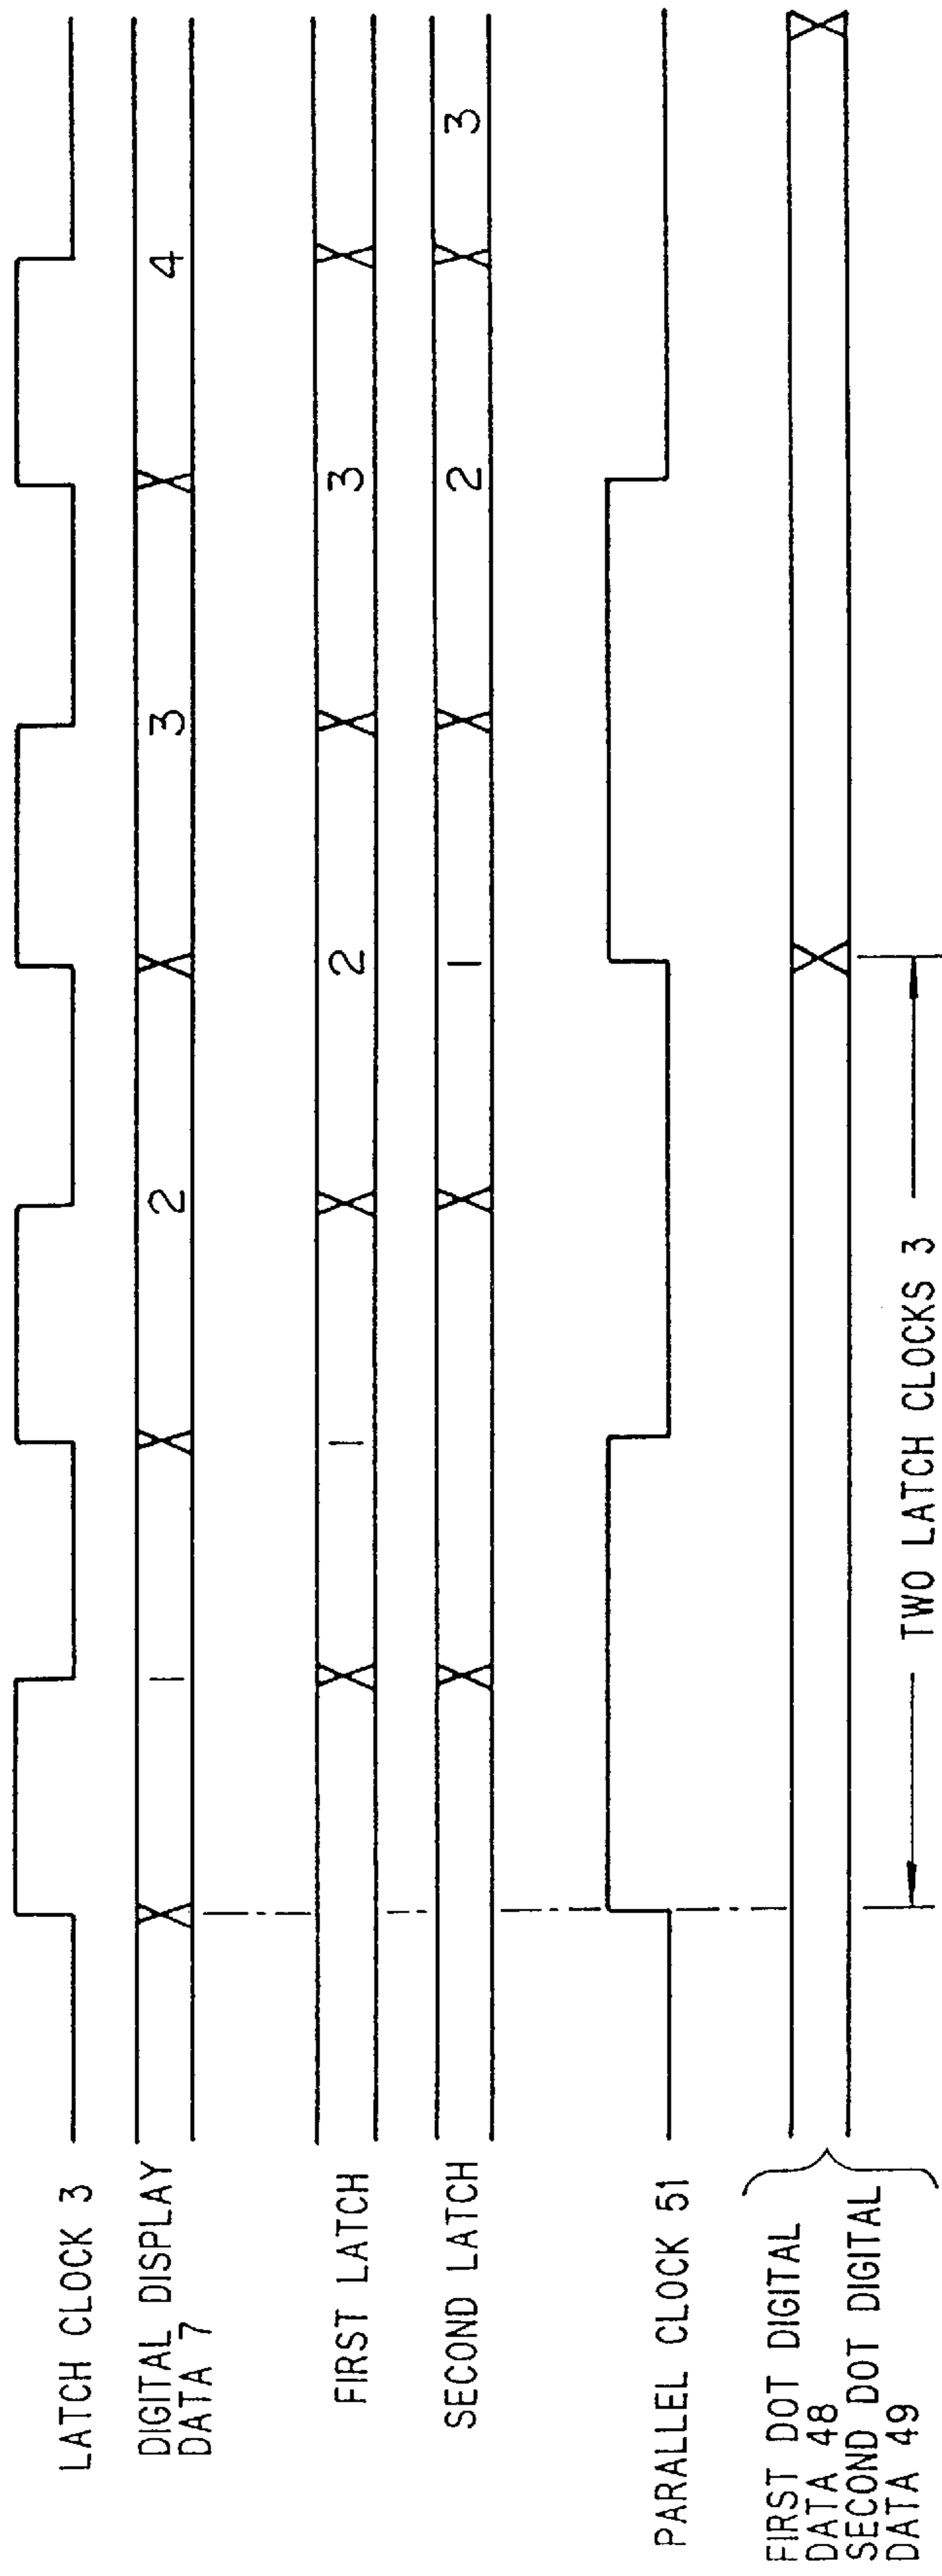 LATCH CLOCK 3
DIGITAL DISPLAY
DATA 7
1 2 3 4
FIRST LATCH
1 2 3
SECOND LATCH
1 2 3
PARALLEL CLOCK 51
FIRST DOT DIGITAL
DATA 48
SECOND DOT DIGITAL
DATA 49
TWO LATCH CLOCKS 3